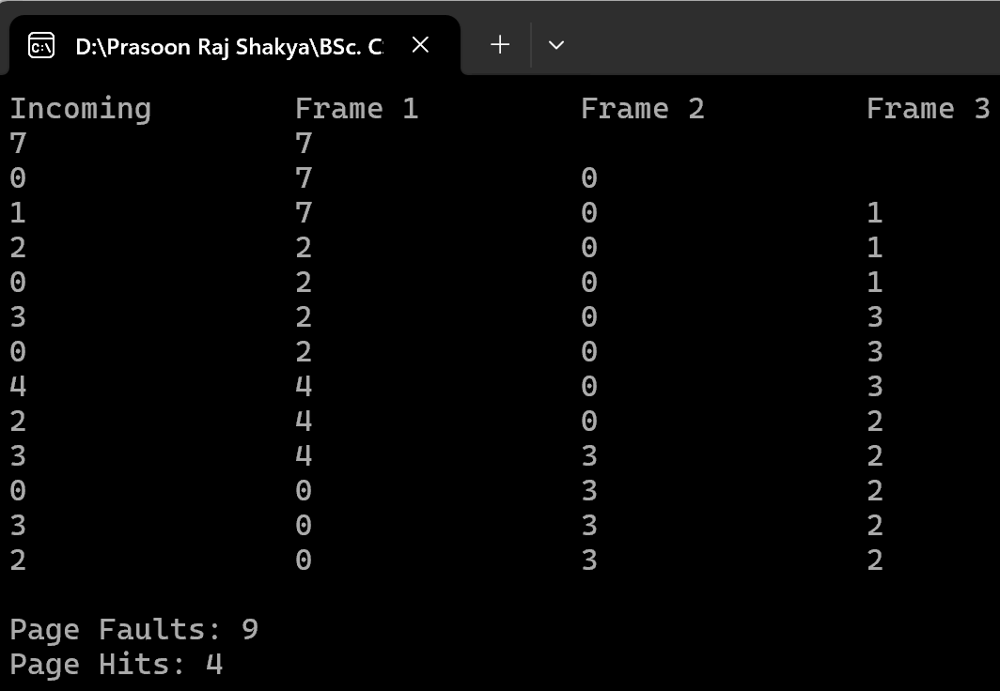 D:\Prasoon Raj Shakya\BSc. C
Incoming Frame 1 Frame 2 Frame 3
7 7
0 7 0
1 7 0 1
2 2 0 1
0 2 0 1
3 2 0 3
0 2 0 3
4 4 0 3
2 4 0 2
3 4 3 2
0 0 3 2
3 0 3 2
2 0 3 2
Page Faults: 9
Page Hits: 4